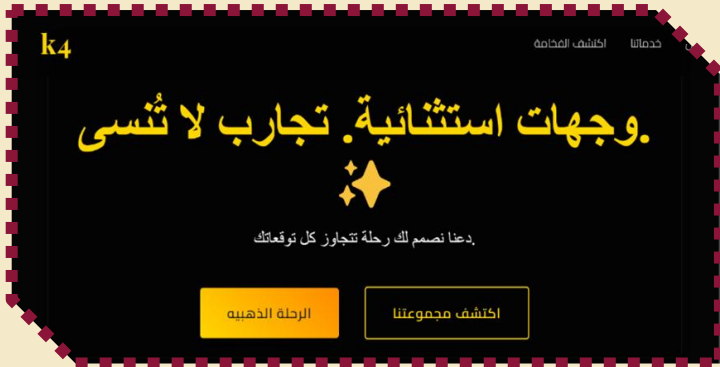 k4
خدماتنا
اكتشف الفخامة
وجهات استثنائية. تجارب لا تُنسى.
دعنا نصمم لك رحلة تتجاوز كل توقعاتك.
اكتشف مجموعتنا
الرحلة الذهبيه